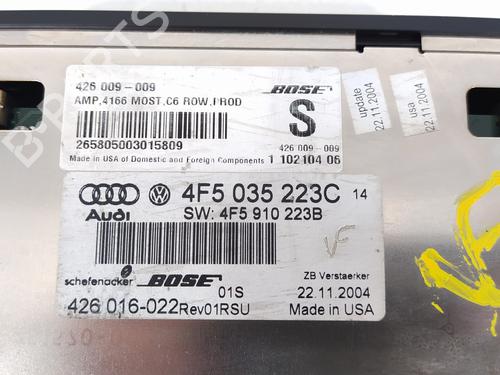 426 009-009
BOSE
AMP,4166 MOST,C6 ROW,PROD
S
265805003015809
426 009-009
Made in USA of Domestic and Foreign Components
1 102104 06
update
22.11.2004
usa
22.11.2004
4F5 035 223C 14
Audi
SW: 4F5 910 223B
VF
schefenacker
BOSE
01S
ZB Verstaerker
22.11.2004
426 016-022Rev01RSU
Made in USA